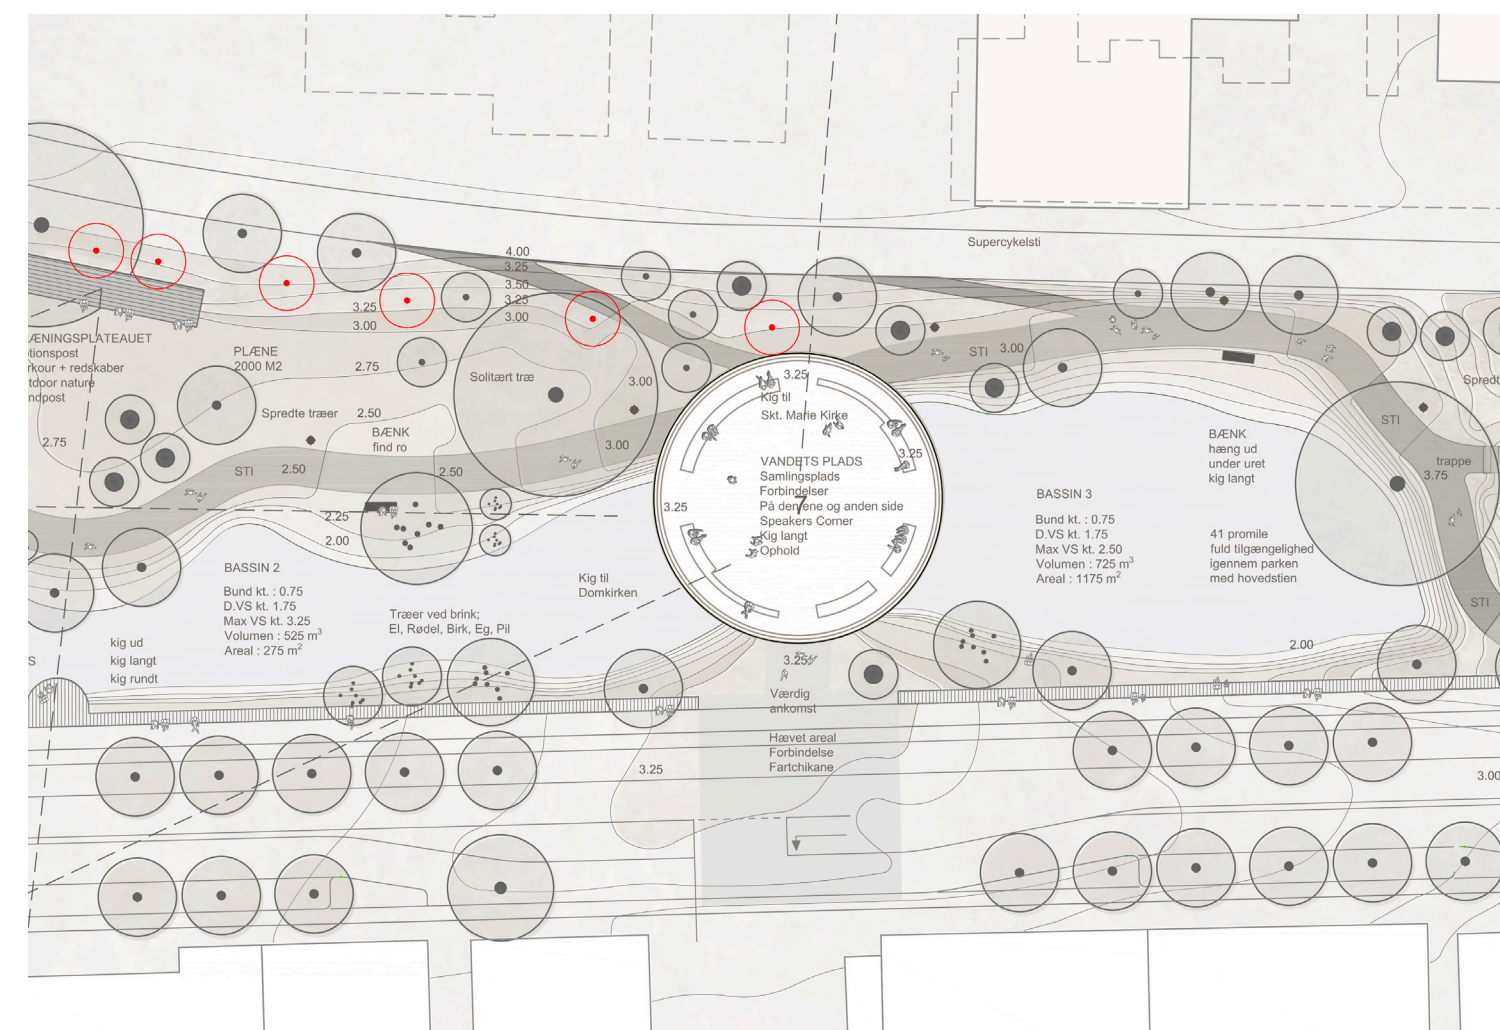 Supercykelsti
4.00
3.25
3.50
3.25
3.00
3.25
3.00
ÆNINGSPLATEAUET
tionspost
rkour + redskaber
tdoor nature
ndpost
PLÆNE
2000 M2
2.75
Solitært træ
3.00
3.25
STI
3.00
Spredt
Kig til
Skt. Marie Kirke
Spredte træer
2.50
BÆNK
find ro
2.75
3.00
3.25
STI
BÆNK
hæng ud
under uret
kig langt
STI
2.50
2.50
VANDETS PLADS
Samlingsplads
Forbindelser
På den ene og anden side
Speakers Corner
Kig langt
Ophold
7
3.25
trappe
3.75
2.25
2.00
BASSIN 3
Bund kt. : 0.75
D.VS kt. 1.75
Max VS kt. 2.50
Volumen : 725 m³
Areal : 1175 m²
41 promile
fuld tilgængelighed
igennem parken
med hovedstien
BASSIN 2
Bund kt. : 0.75
D.VS kt. 1.75
Max VS kt. 3.25
Volumen : 525 m³
Areal : 275 m²
Kig til
Domkirken
Træer ved brink;
El, Rødel, Birk, Eg, Pil
STI
kig ud
kig langt
kig rundt
S
2.00
3.25
Værdig
ankomst
Hævet areal
Forbindelse
Fartchikane
3.25
3.00